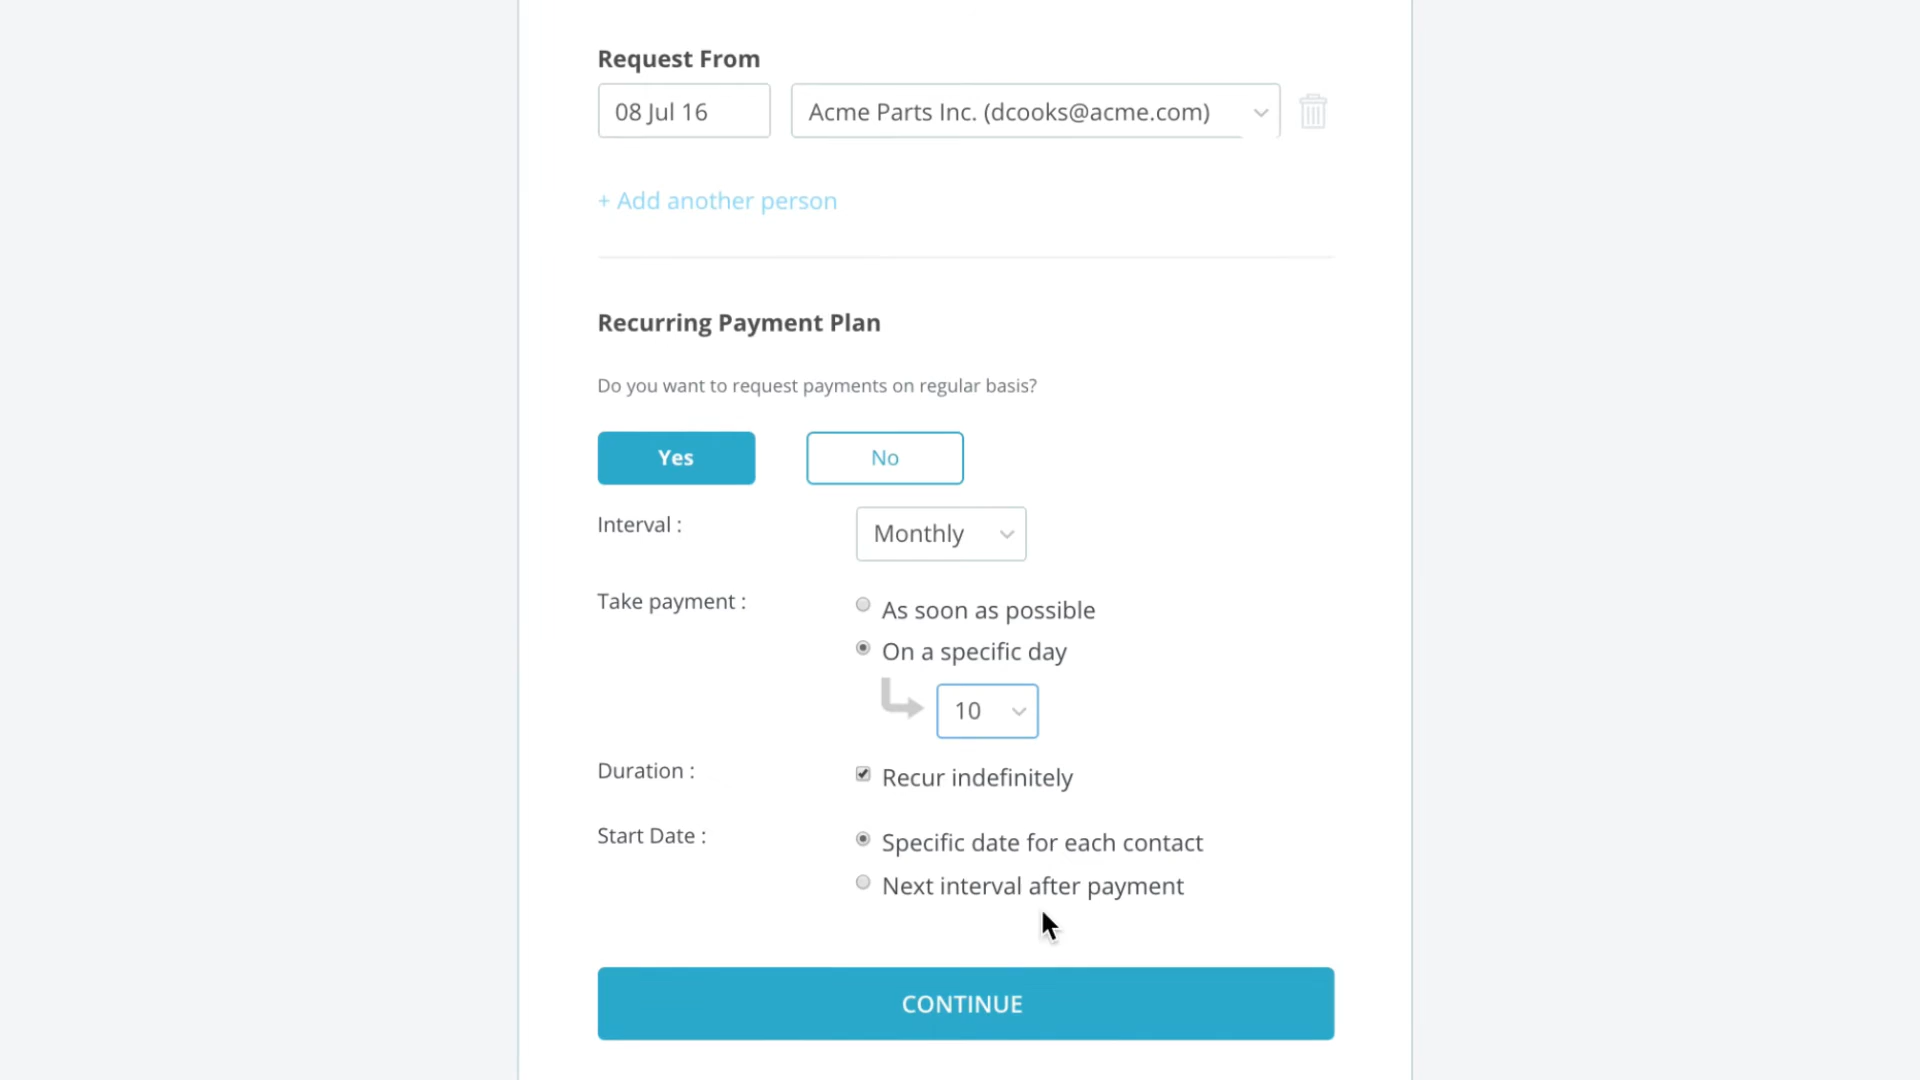 Request From
08 Jul 16
Acme Parts Inc. (dcooks@acme.com)
+ Add another person
Recurring Payment Plan
Do you want to request payments on regular basis?
Yes
No
Interval :
Monthly
Take payment :
As soon as possible
On a specific day
10
Duration :
Recur indefinitely
Start Date :
Specific date for each contact
Next interval after payment
CONTINUE